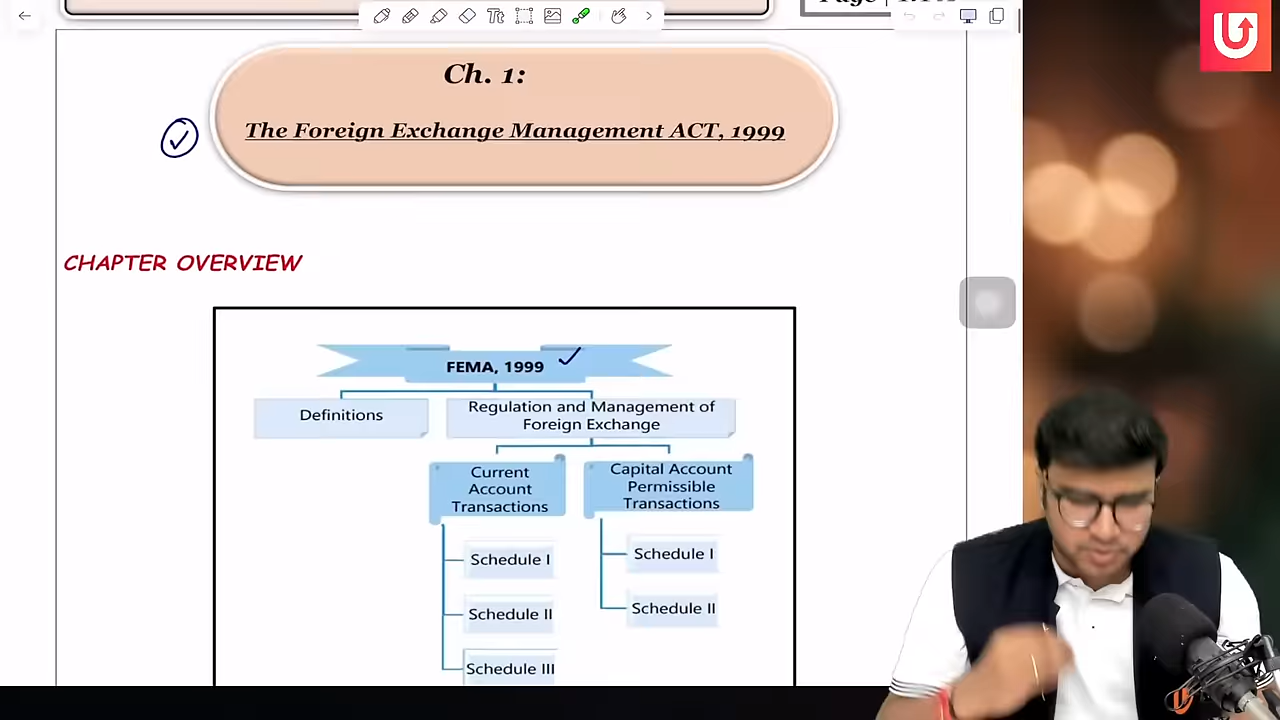 Tt
Ch. 1:
The Foreign Exchange Management ACT, 1999
CHAPTER OVERVIEW
FEMA, 1999
Definitions
Regulation and Management of
Foreign Exchange
Current
Account
Transactions
Capital Account
Permissible
Transactions
Schedule I
Schedule I
Schedule II
Schedule II
Schedule III